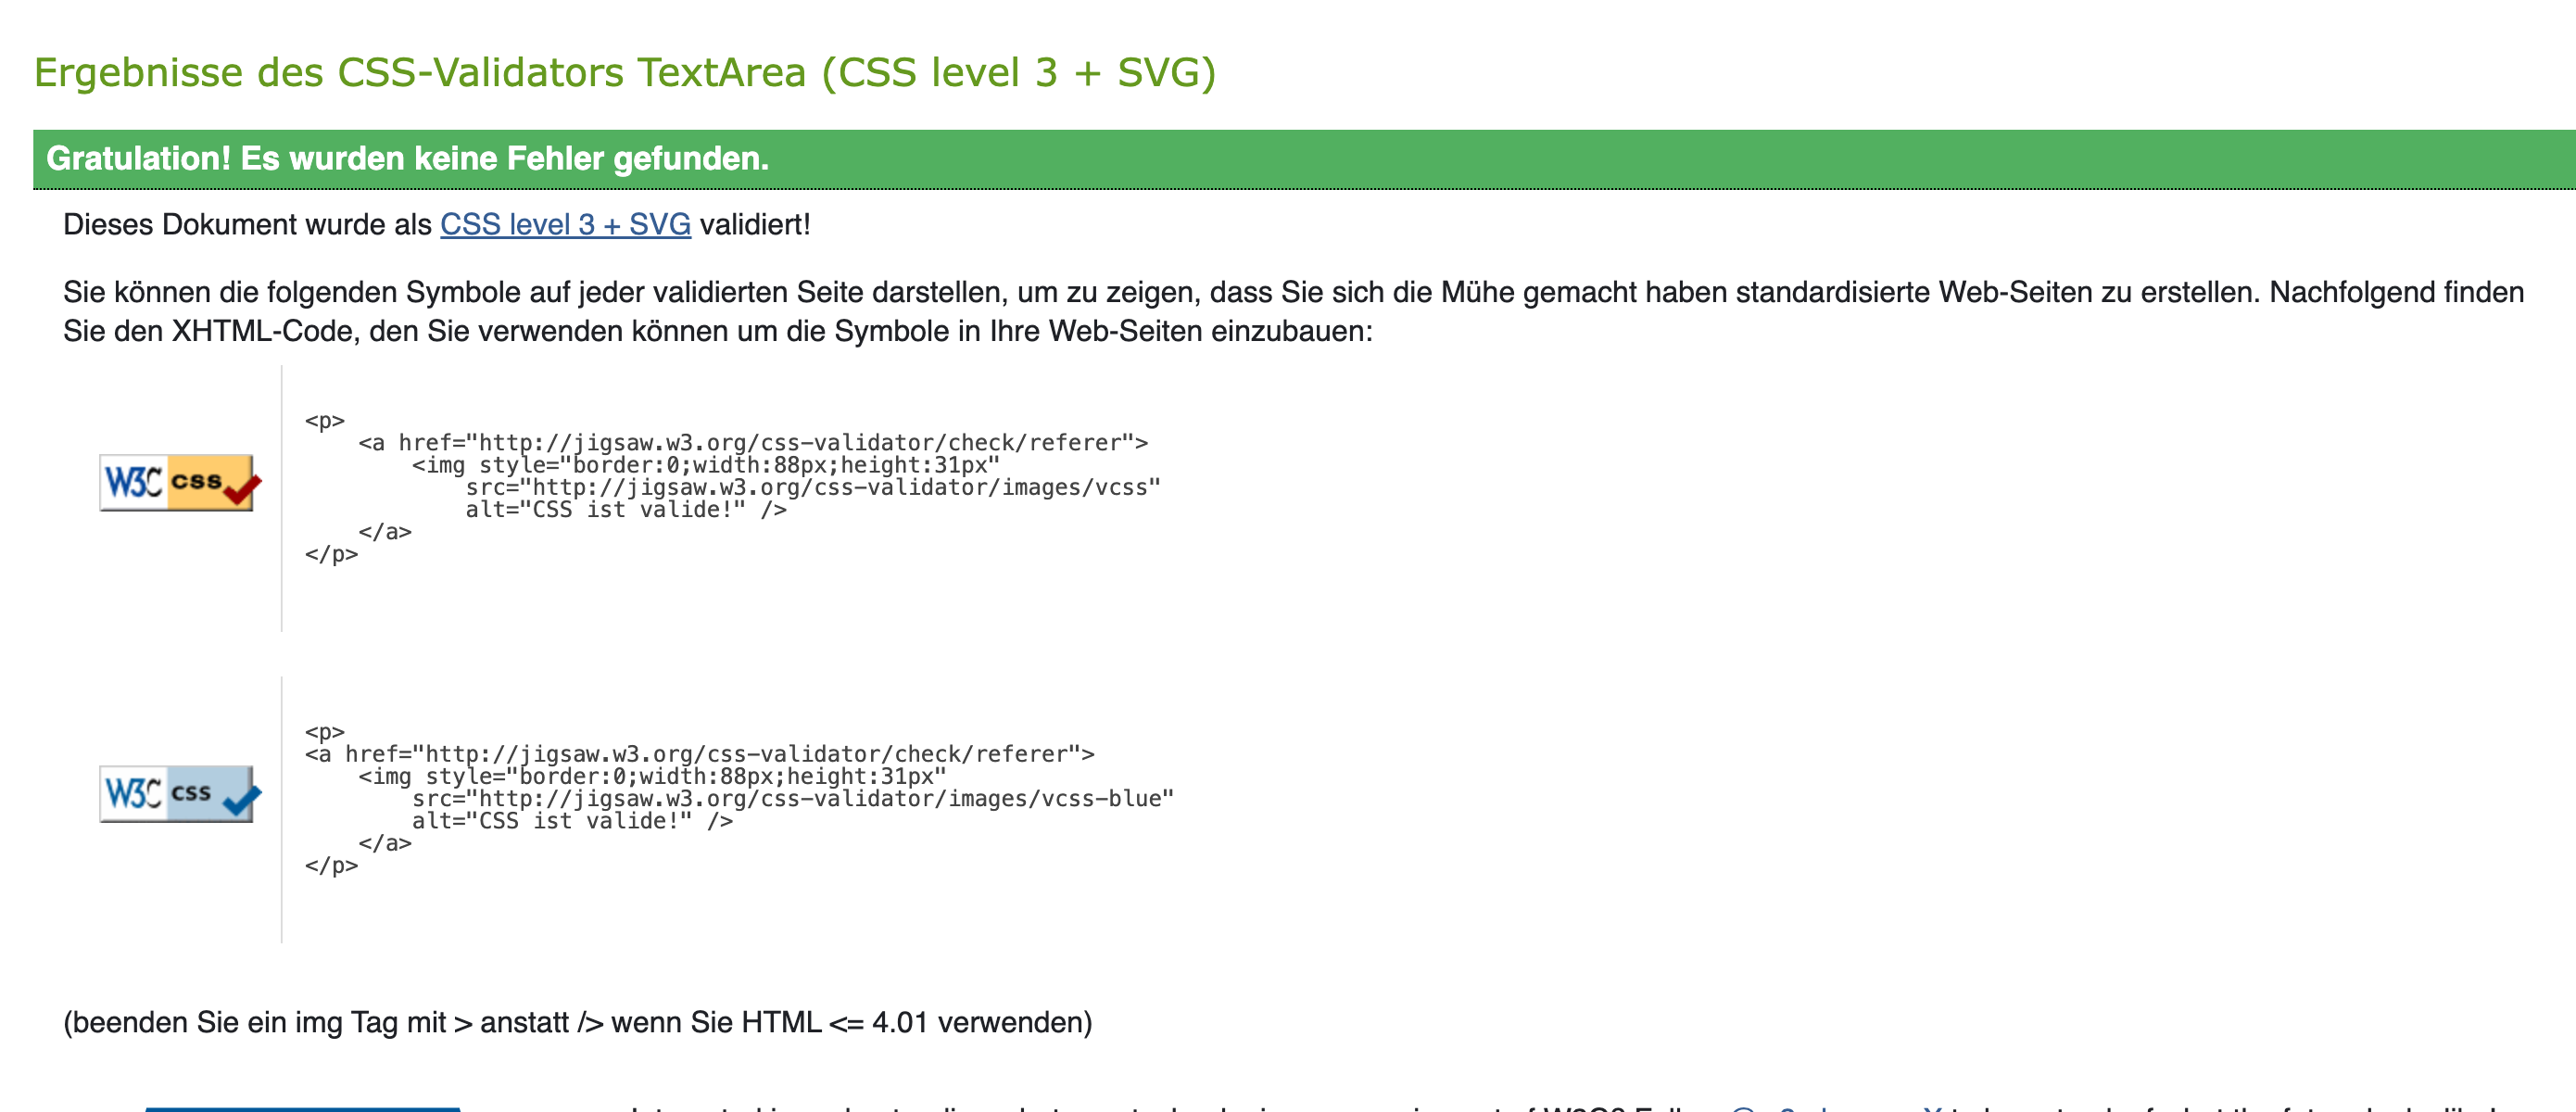 Ergebnisse des CSS-Validators TextArea (CSS level 3 + SVG)
Gratulation! Es wurden keine Fehler gefunden.
Dieses Dokument wurde als CSS level 3 + SVG validiert!
Sie können die folgenden Symbole auf jeder validierten Seite darstellen, um zu zeigen, dass Sie sich die Mühe gemacht haben standardisierte Web-Seiten zu erstellen. Nachfolgend finden
Sie den XHTML-Code, den Sie verwenden können um die Symbole in Ihre Web-Seiten einzubauen:
W3C css
<p>
    <a href="http://jigsaw.w3.org/css-validator/check/referer">
        <img style="border:0;width:88px;height:31px"
            src="http://jigsaw.w3.org/css-validator/images/vcss"
            alt="CSS ist valide!" />
    </a>
</p>
W3C css
<p>
<a href="http://jigsaw.w3.org/css-validator/check/referer">
    <img style="border:0;width:88px;height:31px"
        src="http://jigsaw.w3.org/css-validator/images/vcss-blue"
        alt="CSS ist valide!" />
    </a>
</p>
(beenden Sie ein img Tag mit > anstatt /> wenn Sie HTML <= 4.01 verwenden)